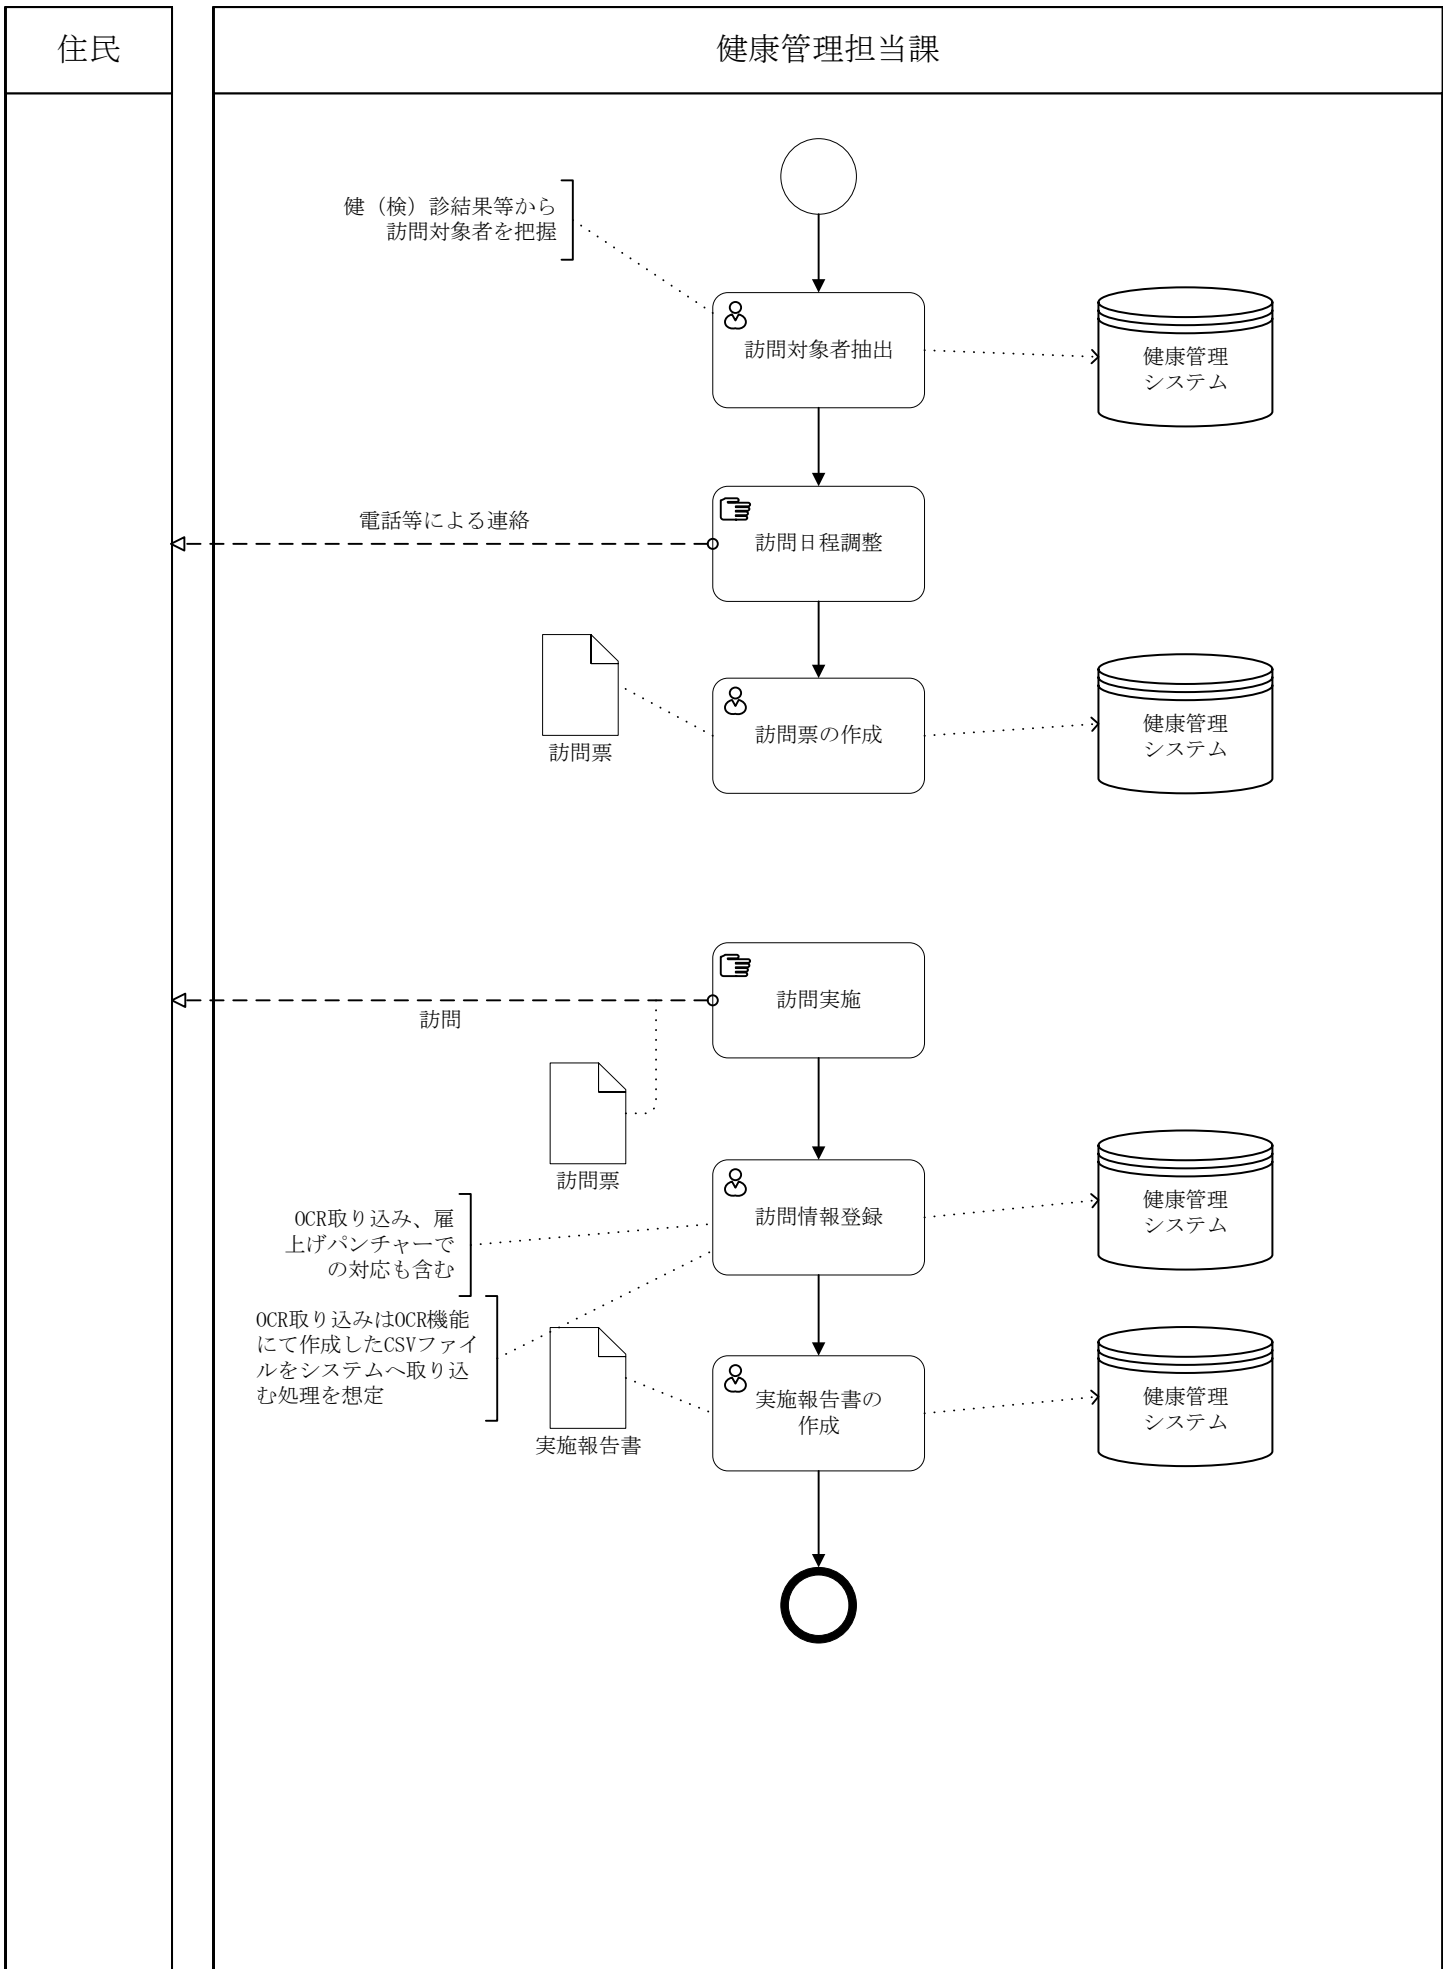 住民
健康管理担当課
健（検）診結果等から
訪問対象者を把握
訪問対象者抽出
健康管理
システム
電話等による連絡
訪問日程調整
訪問票
訪問票の作成
健康管理
システム
訪問実施
訪問
訪問票
OCR取り込み、雇
上げパンチャーで
の対応も含む
訪問情報登録
健康管理
システム
OCR取り込みはOCR機能
にて作成したCSVファイ
ルをシステムへ取り込
む処理を想定
実施報告書
実施報告書の
作成
健康管理
システム